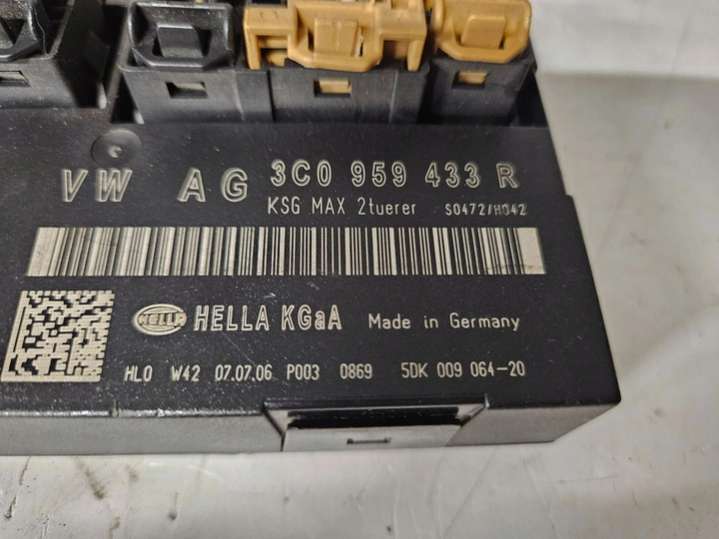 VW AG 3C0 959 433 R
KSG MAX 2tuerer S0472/H042
HELLA HELLA KGaA Made in Germany
HLO W42 07.07.06 P003 0869 5DK 009 064-20